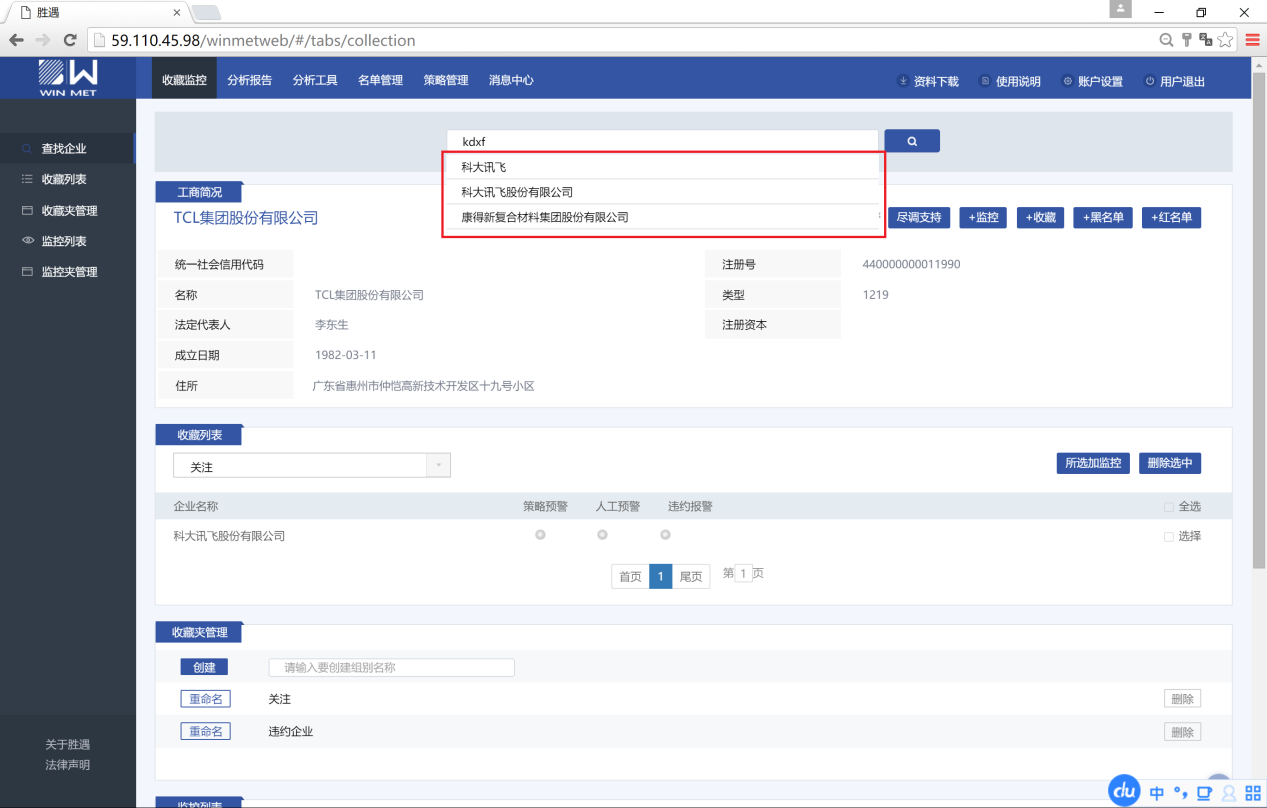 胜遇
59.110.45.98/winmetweb/#/tabs/collection
WIN MET
收藏监控 分析报告 分析工具 名单管理 策略管理 消息中心 资料下载 使用说明 账户设置 用户退出
查找企业
收藏列表
收藏夹管理
监控列表
监控夹管理
关于胜遇
法律声明
kdxf
科大讯飞
科大讯飞股份有限公司
康得新复合材料集团股份有限公司
工商简况
TCL集团股份有限公司 尽调支持 +监控 +收藏 +黑名单 +红名单
统一社会信用代码 注册号 440000000011990
名称 TCL集团股份有限公司 类型 1219
法定代表人 李东生 注册资本
成立日期 1982-03-11
住所 广东省惠州市仲恺高新技术开发区十九号小区
收藏列表
关注 所选加监控 删除选中
企业名称 策略预警 人工预警 违约报警 全选
科大讯飞股份有限公司 选择
首页 1 尾页 第 1 页
收藏夹管理
创建 请输入要创建组别名称
重命名 关注 删除
重命名 违约企业 删除
监控列表
du 中